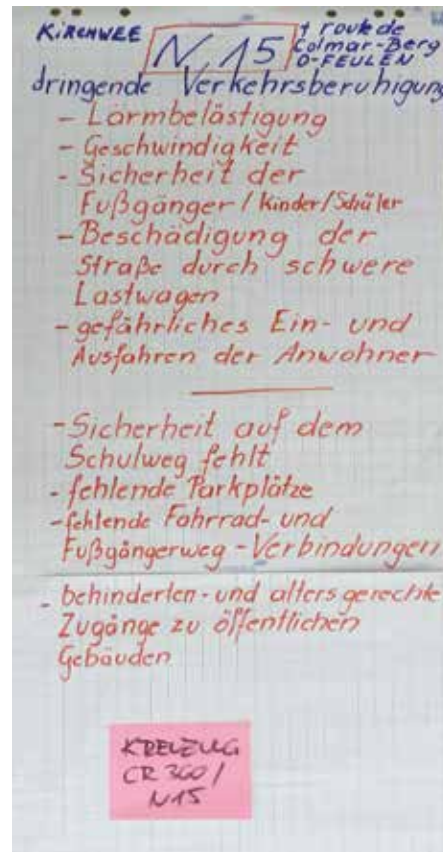 KIRCHWEE
N 15
+ route de
Colmar-Berg
O-FEULEN
dringende Verkehrsberuhigung
- Lärmbelästigung
- Geschwindigkeit
- Sicherheit der
Fußgänger / Kinder / Schüler
- Beschädigung der
Straße durch schwere
Lastwagen
- gefährliches Ein- und
Ausfahren der Anwohner
- Sicherheit auf dem
Schulweg fehlt
- fehlende Parkplätze
- fehlende Fahrrad- und
Fußgängerweg - Verbindungen
- behinderten- und altersgerechte
Zugänge zu öffentlichen
Gebäuden
CR 360 /
N15